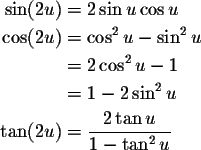 sin(2u) = 2 sin u cos u
cos(2u) = cos² u − sin² u
= 2 cos² u − 1
= 1 − 2 sin² u
tan(2u) = \frac{2 tan u}{1 − tan² u}